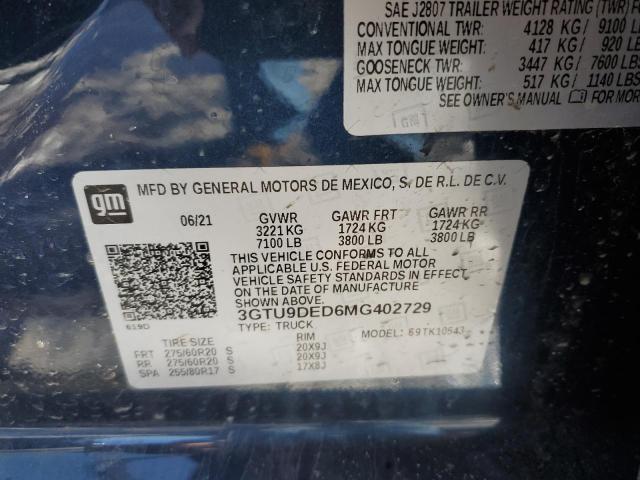 SAE J2807 TRAILER WEIGHT RATING (TWR)
CONVENTIONAL TWR: 4128 KG / 9100
MAX TONGUE WEIGHT: 417 KG / 920
GOOSENECK TWR: 3447 KG / 7600 LBS
MAX TONGUE WEIGHT: 517 KG / 1140 LBS
SEE OWNER'S MANUAL FOR
GM
gm
MFD BY GENERAL MOTORS DE MEXICO, S. DE R.L. DE C.V.
06/21 GVWR GAWR FRT GAWR RR
3221 KG 1724 KG 1724 KG
7100 LB 3800 LB 3800 LB
THIS VEHICLE CONFORMS TO ALL
APPLICABLE U.S. FEDERAL MOTOR
VEHICLE SAFETY STANDARDS IN EFFECT
ON THE DATE OF MANUFACTURE
SHOWN ABOVE
3GTU9DED6MG402729
619D TYPE: TRUCK MODEL: 69TK10543
TIRE SIZE RIM
FRT 275/60R20 S 20X9J
RR 275/60R20 S 20X9J
SPA 255/80R17 S 17X8J